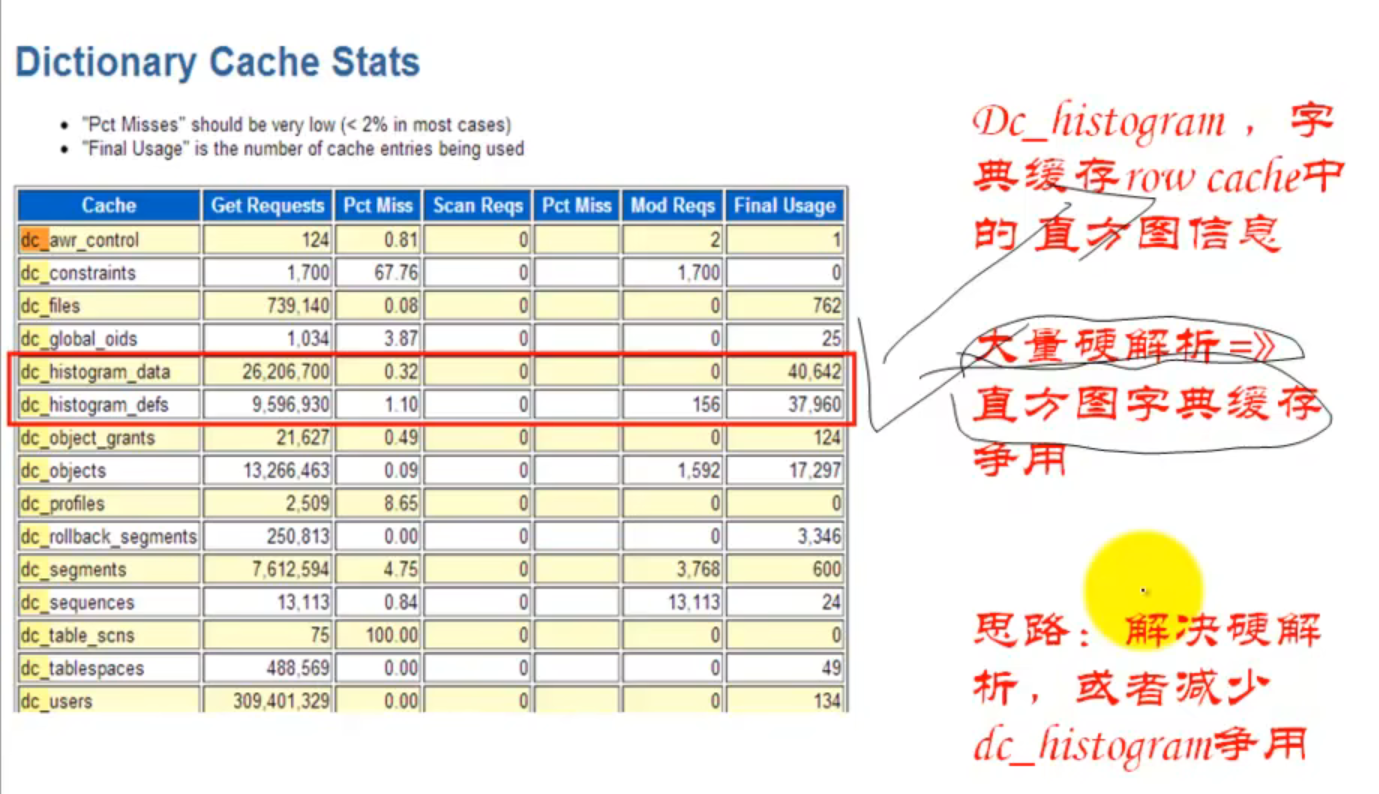 Dictionary Cache Stats
"Pct Misses" should be very low (< 2% in most cases)
"Final Usage" is the number of cache entries being used
Cache Get Requests Pct Miss Scan Reqs Pct Miss Mod Reqs Final Usage
dc_awr_control 124 0.81 0 2 1
dc_constraints 1,700 67.76 0 1,700 0
dc_files 739,140 0.08 0 0 762
dc_global_oids 1,034 3.87 0 0 25
dc_histogram_data 26,206,700 0.32 0 0 40,642
dc_histogram_defs 9,596,930 1.10 0 156 37,960
dc_object_grants 21,627 0.49 0 0 124
dc_objects 13,266,463 0.09 0 1,592 17,297
dc_profiles 2,509 8.65 0 0 0
dc_rollback_segments 250,813 0.00 0 0 3,346
dc_segments 7,612,594 4.75 0 3,768 600
dc_sequences 13,113 0.84 0 13,113 24
dc_table_scns 75 100.00 0 0 0
dc_tablespaces 488,569 0.00 0 0 49
dc_users 309,401,329 0.00 0 0 134
Dc_histogram，字
典缓存row cache中
的 直方图信息
大量硬解析=》
直方图字典缓存
争用
思路：解决硬解
析，或者减少
dc_histogram争用